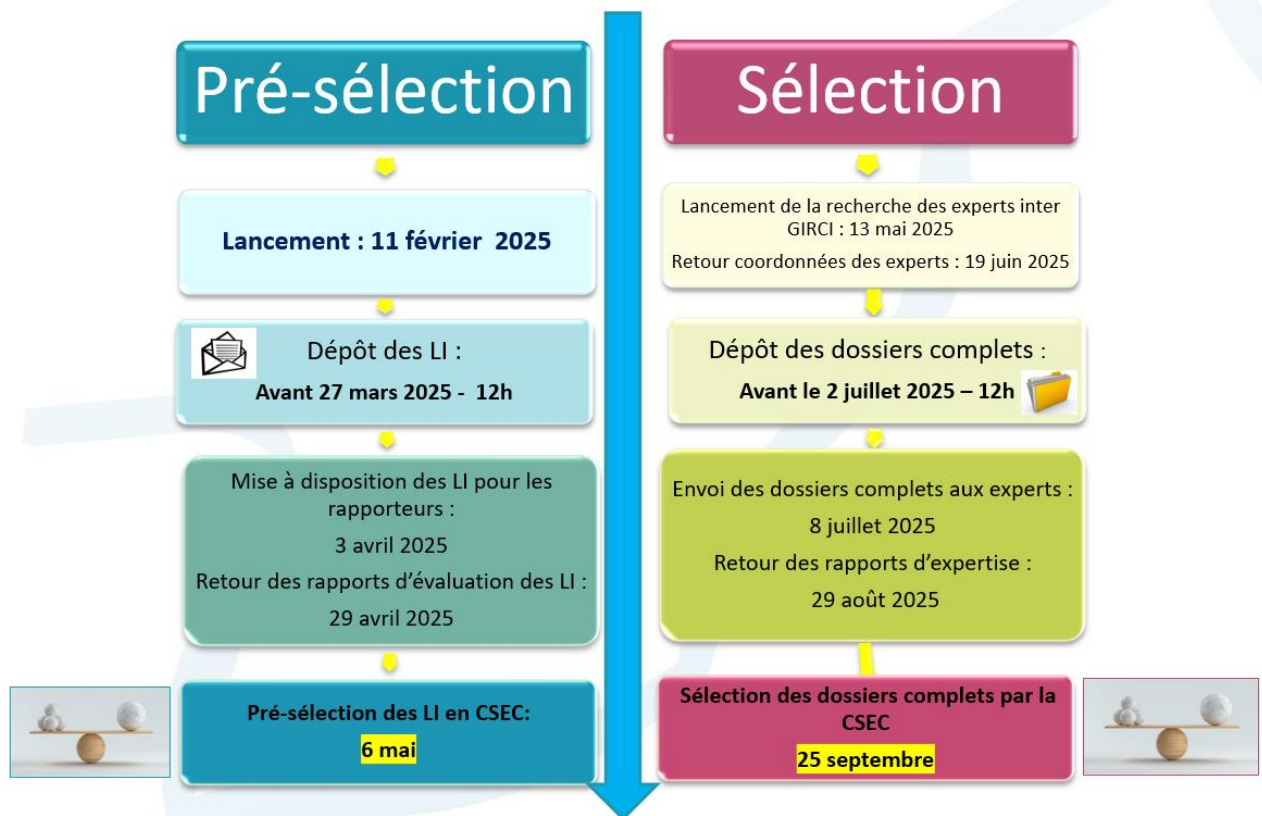 Pré-sélection
Lancement : 11 février 2025
Dépôt des LI :
Avant 27 mars 2025 - 12h
Mise à disposition des LI pour les
rapporteurs :
3 avril 2025
Retour des rapports d’évaluation des LI :
29 avril 2025
Pré-sélection des LI en CSEC:
6 mai
Sélection
Lancement de la recherche des experts inter
GIRCI : 13 mai 2025
Retour coordonnées des experts : 19 juin 2025
Dépôt des dossiers complets :
Avant le 2 juillet 2025 – 12h
Envoi des dossiers complets aux experts :
8 juillet 2025
Retour des rapports d’expertise :
29 août 2025
Sélection des dossiers complets par la
CSEC
25 septembre